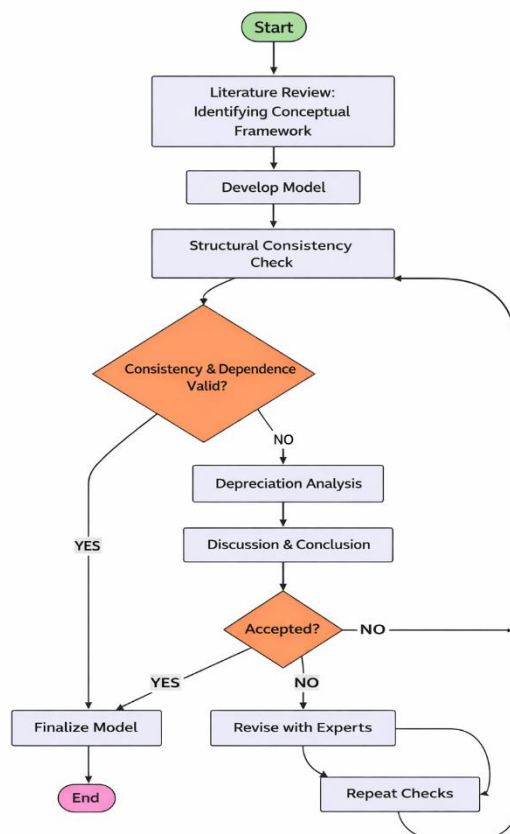 Start
Literature Review:
Identifying Conceptual
Framework
Develop Model
Structural Consistency
Check
Consistency & Dependence
Valid?
NO
Depreciation Analysis
YES
Discussion & Conclusion
Accepted?
NO
YES
NO
Finalize Model
Revise with Experts
End
Repeat Checks